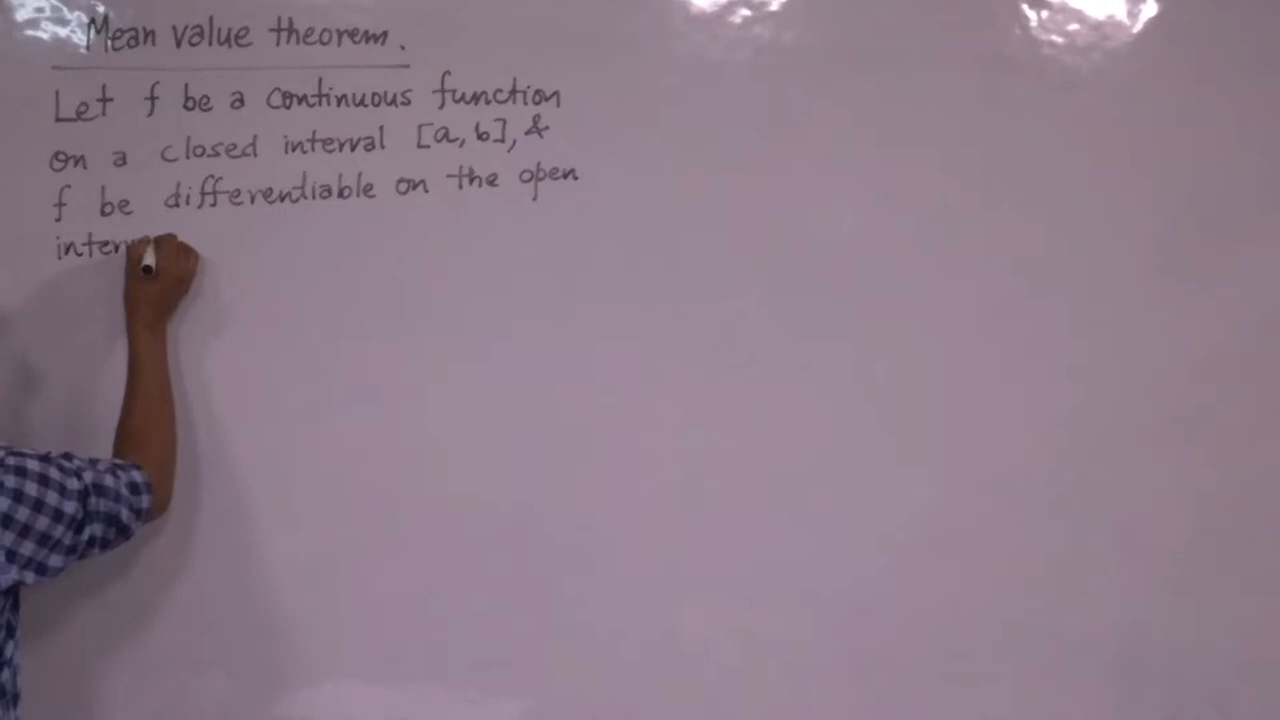 Mean value theorem.
Let f be a continuous function
on a closed interval [a, b], &
f be differentiable on the open